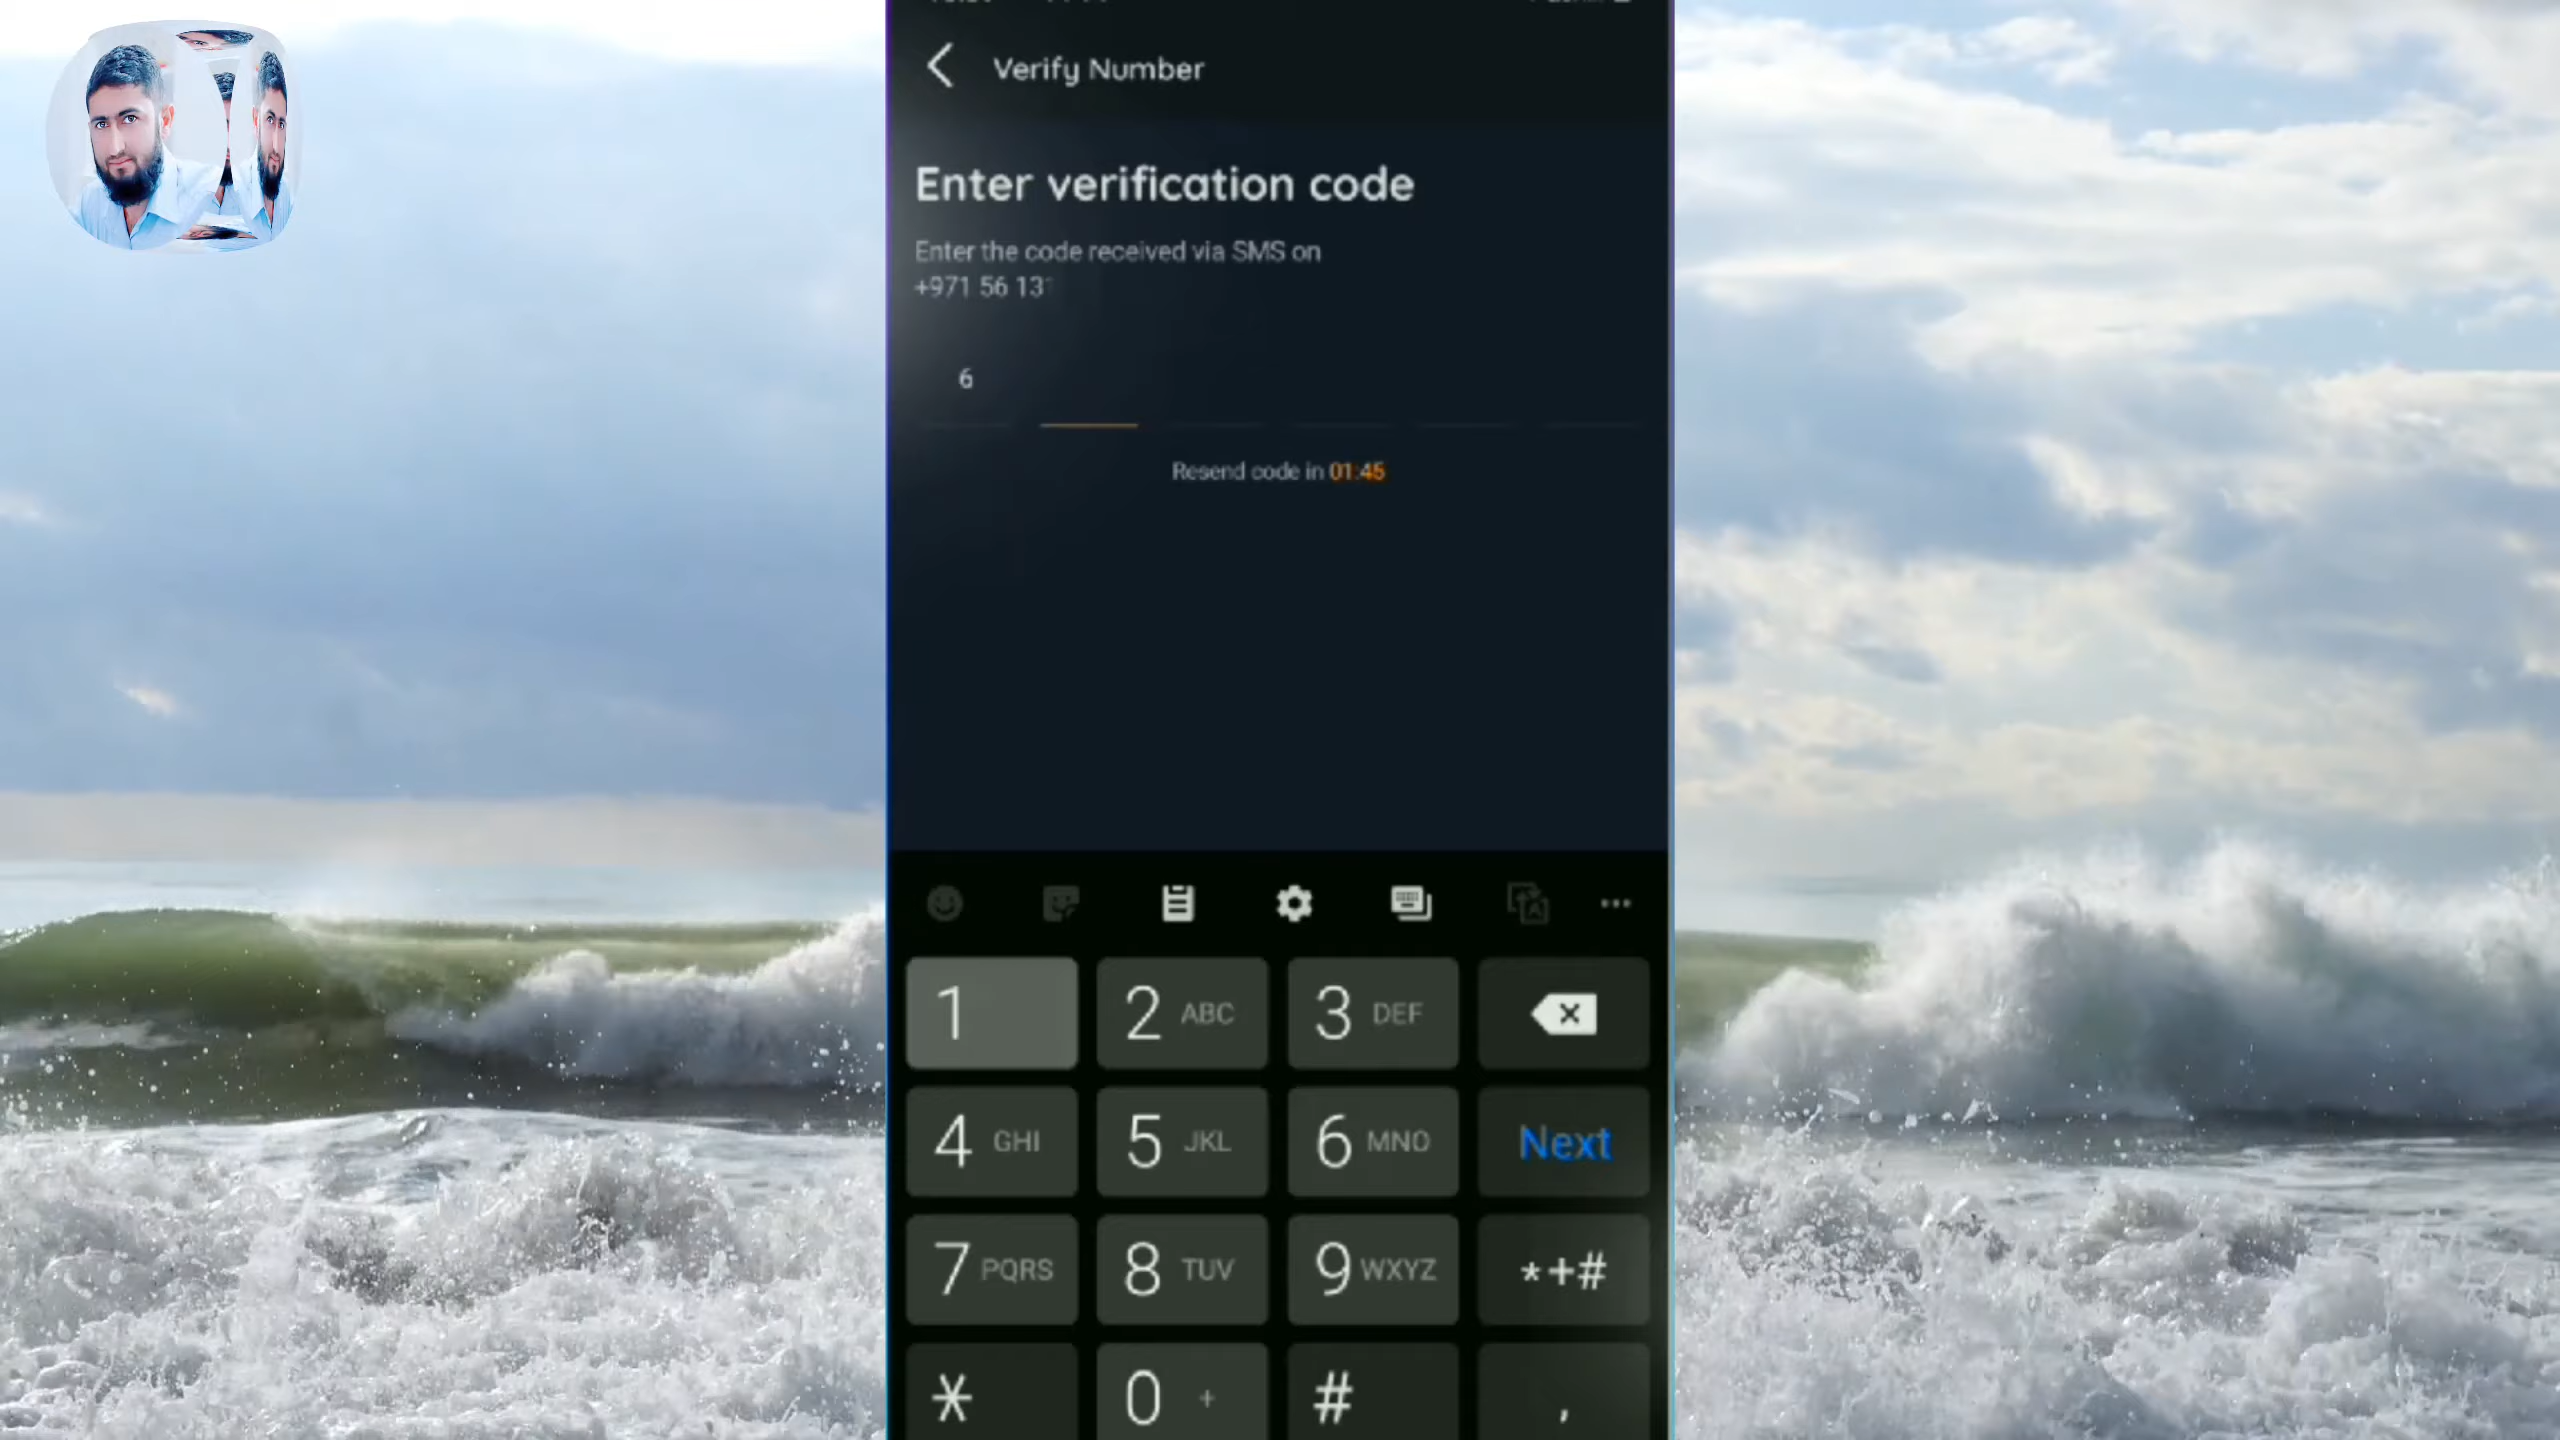 Verify Number
Enter verification code
Enter the code received via SMS on
+971 56 13
6
Resend code in 01:45
1
2 ABC
3 DEF
4 GHI
5 JKL
6 MNO
Next
7 PQRS
8 TUV
9 WXYZ
*+#
*
0 +
#
,